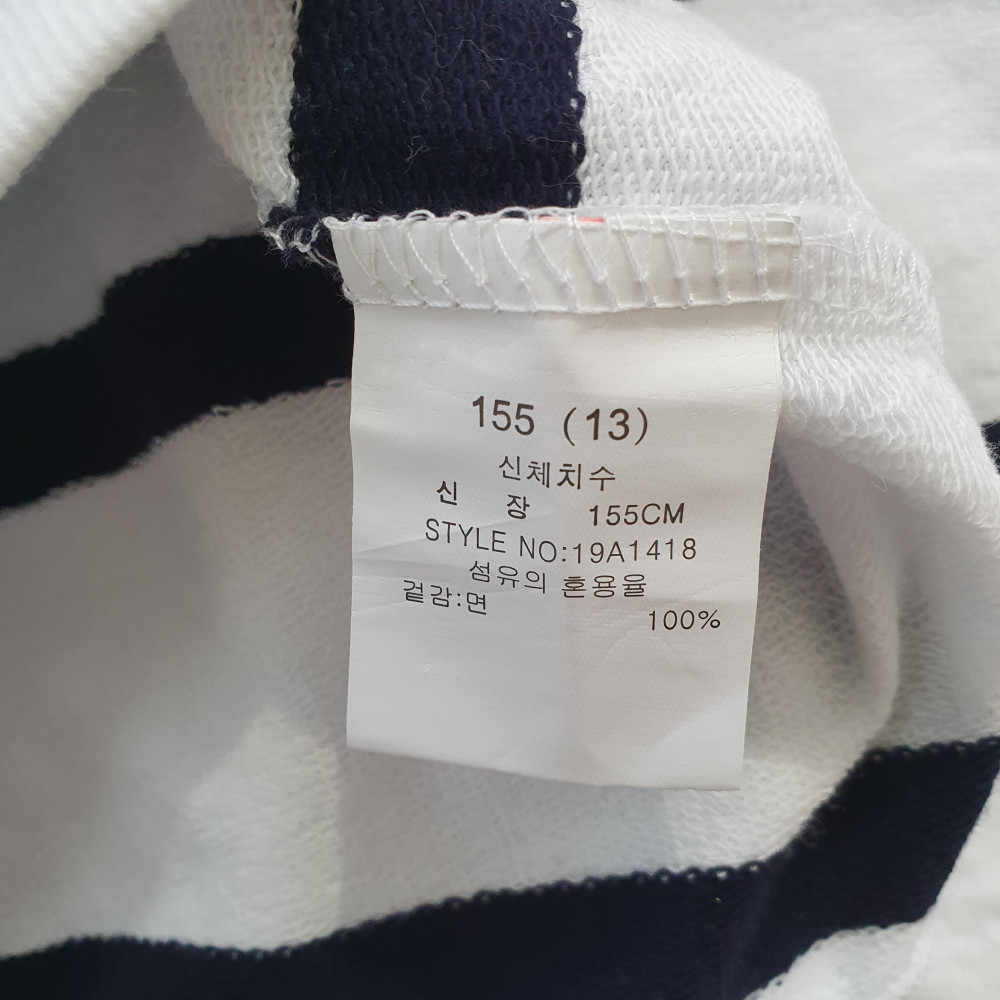 155 (13)
신체치수
신 장 155CM
STYLE NO:19A1418
섬유의 혼용율
겉감:면 100%